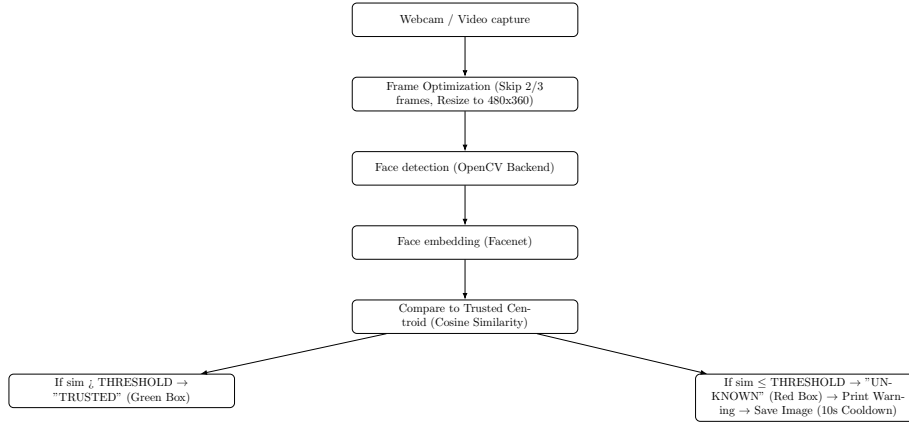 Webcam / Video capture
Frame Optimization (Skip 2/3
frames, Resize to 480x360)
Face detection (OpenCV Backend)
Face embedding (Facenet)
Compare to Trusted Cen-
troid (Cosine Similarity)
If sim ¿ THRESHOLD →
”TRUSTED” (Green Box)
If sim ≤ THRESHOLD → ”UN-
KNOWN” (Red Box) → Print Warn-
ing → Save Image (10s Cooldown)